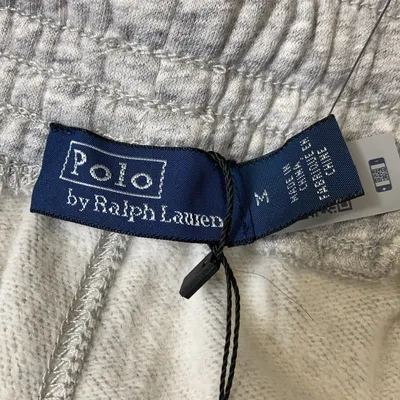 Polo
by Ralph Lauren
M
MADE IN
CHINA
FABRIQUÉ EN
CHINE